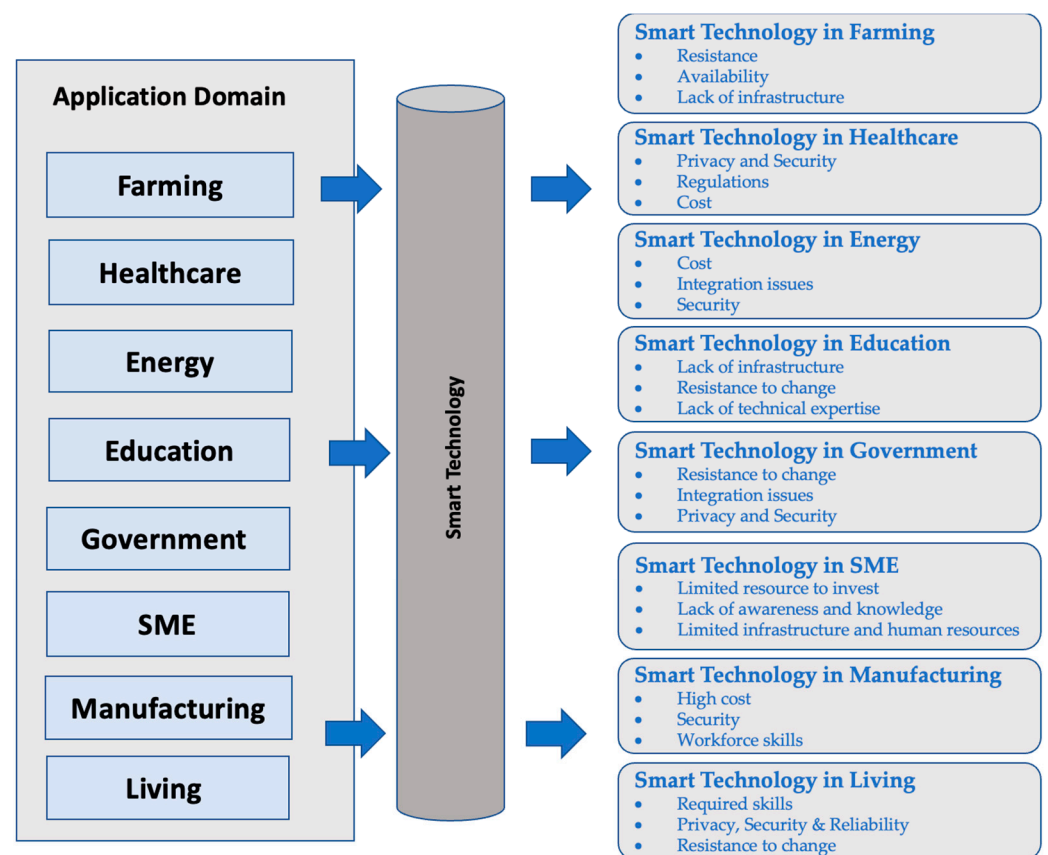 Application Domain
Farming
Healthcare
Energy
Education
Government
SME
Manufacturing
Living
Smart Technology
Smart Technology in Farming
• Resistance
• Availability
• Lack of infrastructure
Smart Technology in Healthcare
• Privacy and Security
• Regulations
• Cost
Smart Technology in Energy
• Cost
• Integration issues
• Security
Smart Technology in Education
• Lack of infrastructure
• Resistance to change
• Lack of technical expertise
Smart Technology in Government
• Resistance to change
• Integration issues
• Privacy and Security
Smart Technology in SME
• Limited resource to invest
• Lack of awareness and knowledge
• Limited infrastructure and human resources
Smart Technology in Manufacturing
• High cost
• Security
• Workforce skills
Smart Technology in Living
• Required skills
• Privacy, Security & Reliability
• Resistance to change